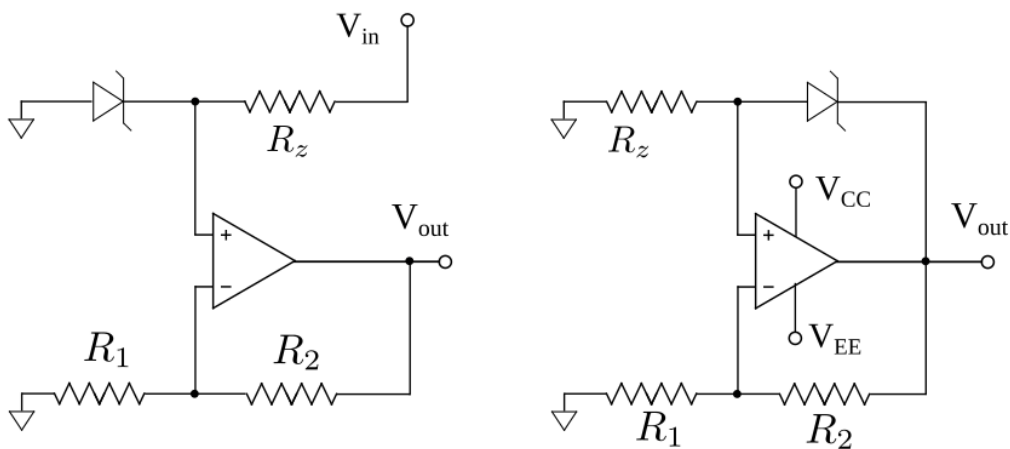 V_in
R_z
V_out
+
−
R_1
R_2
R_z
V_CC
V_out
+
−
V_EE
R_1
R_2